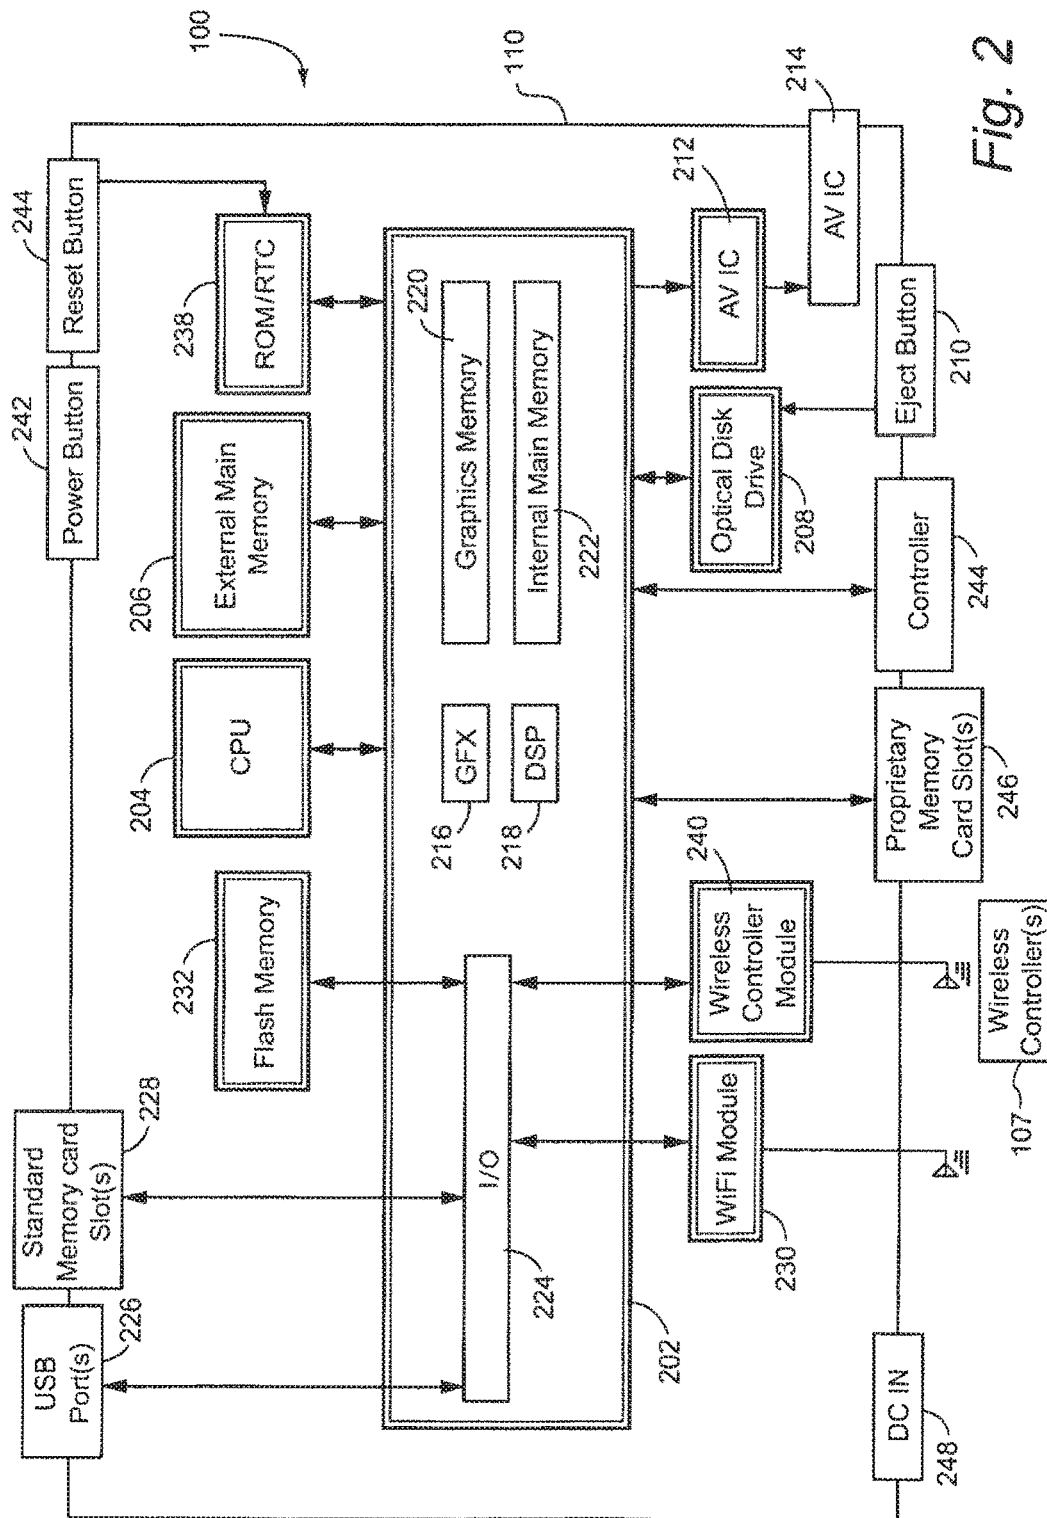 100
USB
Port(s)
226
Standard
Memory card
Slot(s)
228
Power Button
242
Reset Button
244
110
Flash Memory
232
CPU
204
External Main
Memory
206
ROM/RTC
238
I/O
224
GFX
216
DSP
218
Graphics Memory
220
Internal Main Memory
222
202
WiFi Module
230
Wireless
Controller
Module
240
Optical Disk
Drive
208
AV IC
212
AV IC
214
DC IN
248
Wireless
Controller(s)
107
Proprietary
Memory
Card Slot(s)
246
Controller
244
Eject Button
210
Fig. 2